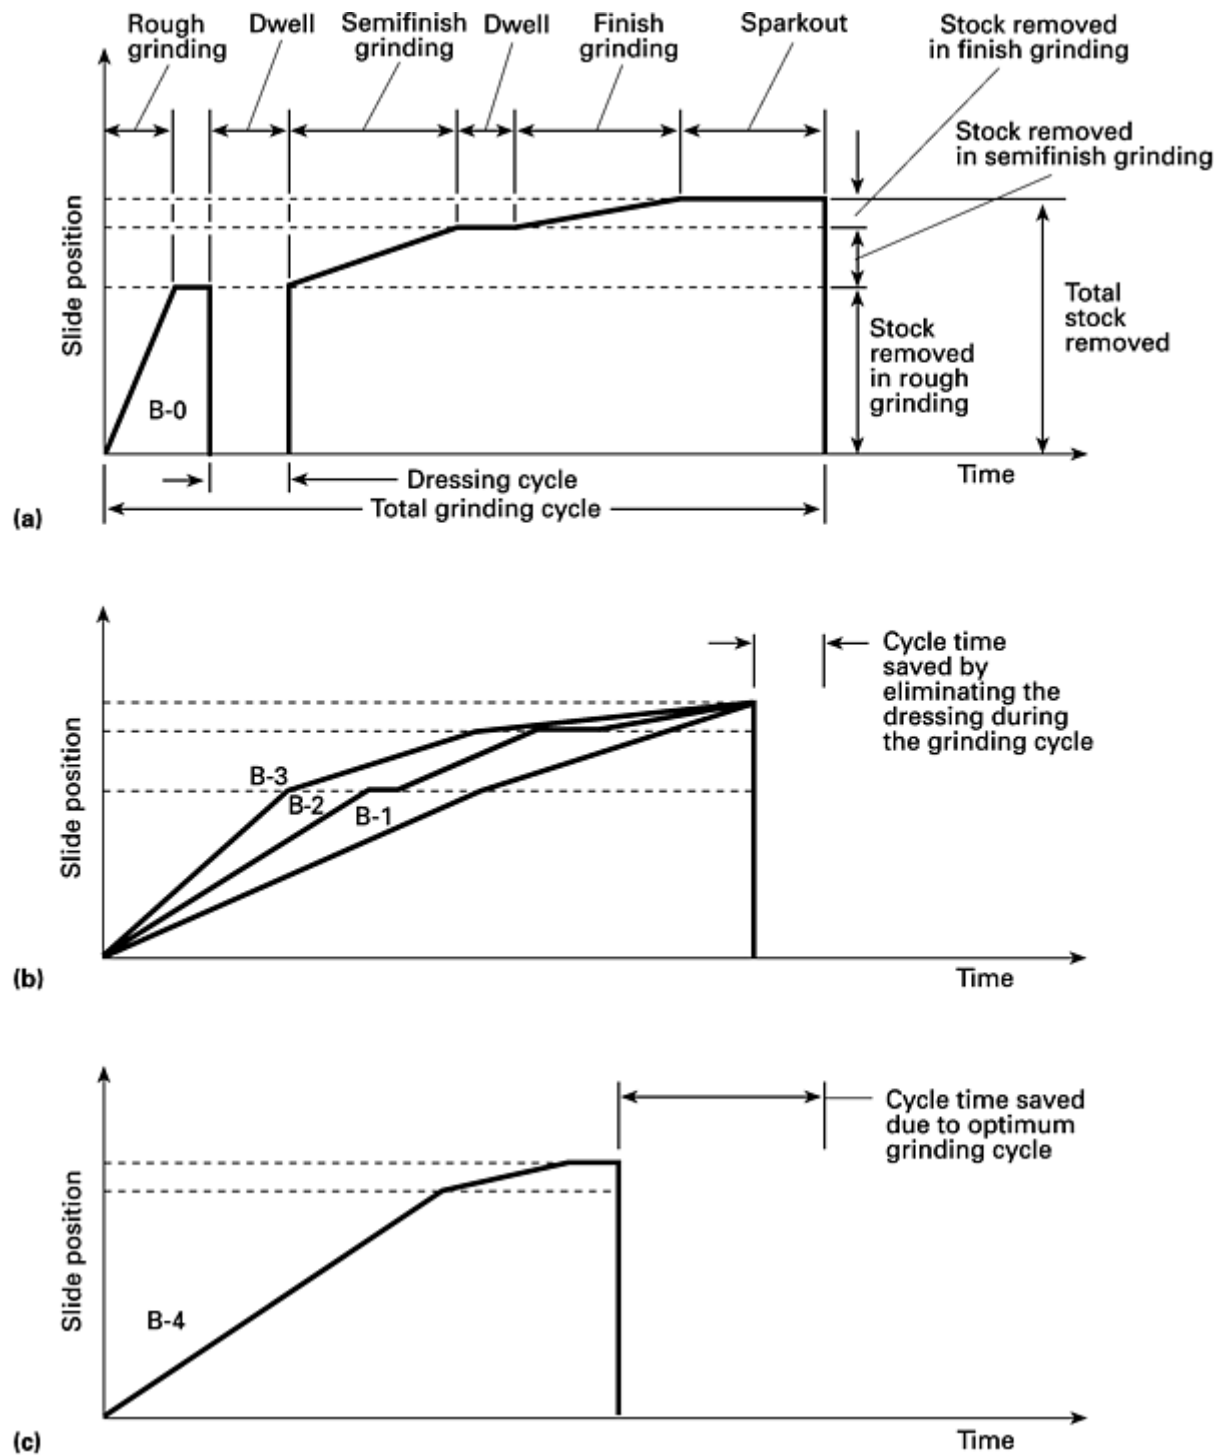 Rough
grinding
Dwell
Semifinish
grinding
Dwell
Finish
grinding
Sparkout
Stock removed
in finish grinding
Stock removed
in semifinish grinding
Slide position
B-0
Stock
removed
in rough
grinding
Total
stock
removed
Time
Dressing cycle
Total grinding cycle
(a)
Cycle time
saved by
eliminating the
dressing during
the grinding cycle
Slide position
B-3
B-2
B-1
Time
(b)
Cycle time saved
due to optimum
grinding cycle
Slide position
B-4
Time
(c)